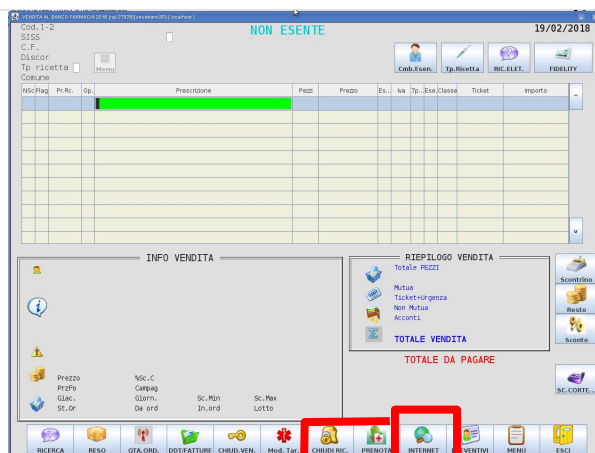 VENDITA AL BANCO FARMACIA 2018
Cod.1-2
NON ESENTE
19/02/2018
SISS
C.F.
Discor
Tp ricetta
Menu
Comune
Cmb.Esen.
Tp.Ricetta
RIC.ELET.
FIDELITY
NSc Flag Pr.Rc. Op. Prescrizione Pezzi Prezzo Es... Iva Tp... Ese. Classe Ticket Importo
INFO VENDITA
Prezzo %Sc.C
PrzFo Campag
Giac. Giorn. Sc.Min Sc.Max
St.Or Da ord In.ord Lotto
RIEPILOGO VENDITA
Totale PEZZI
Mutua
Ticket+Urgenza
Non Mutua
Acconti
TOTALE VENDITA
TOTALE DA PAGARE
Scontrino
Resto
Sconto
SC.CORTE...
RICERCA RESO QTA.ORD. DDT/FATTURE CHIUD.VEN. Mod. Tar. CHIUDI RIC. PRENOTA INTERNET PREVENTIVI MENU ESCI